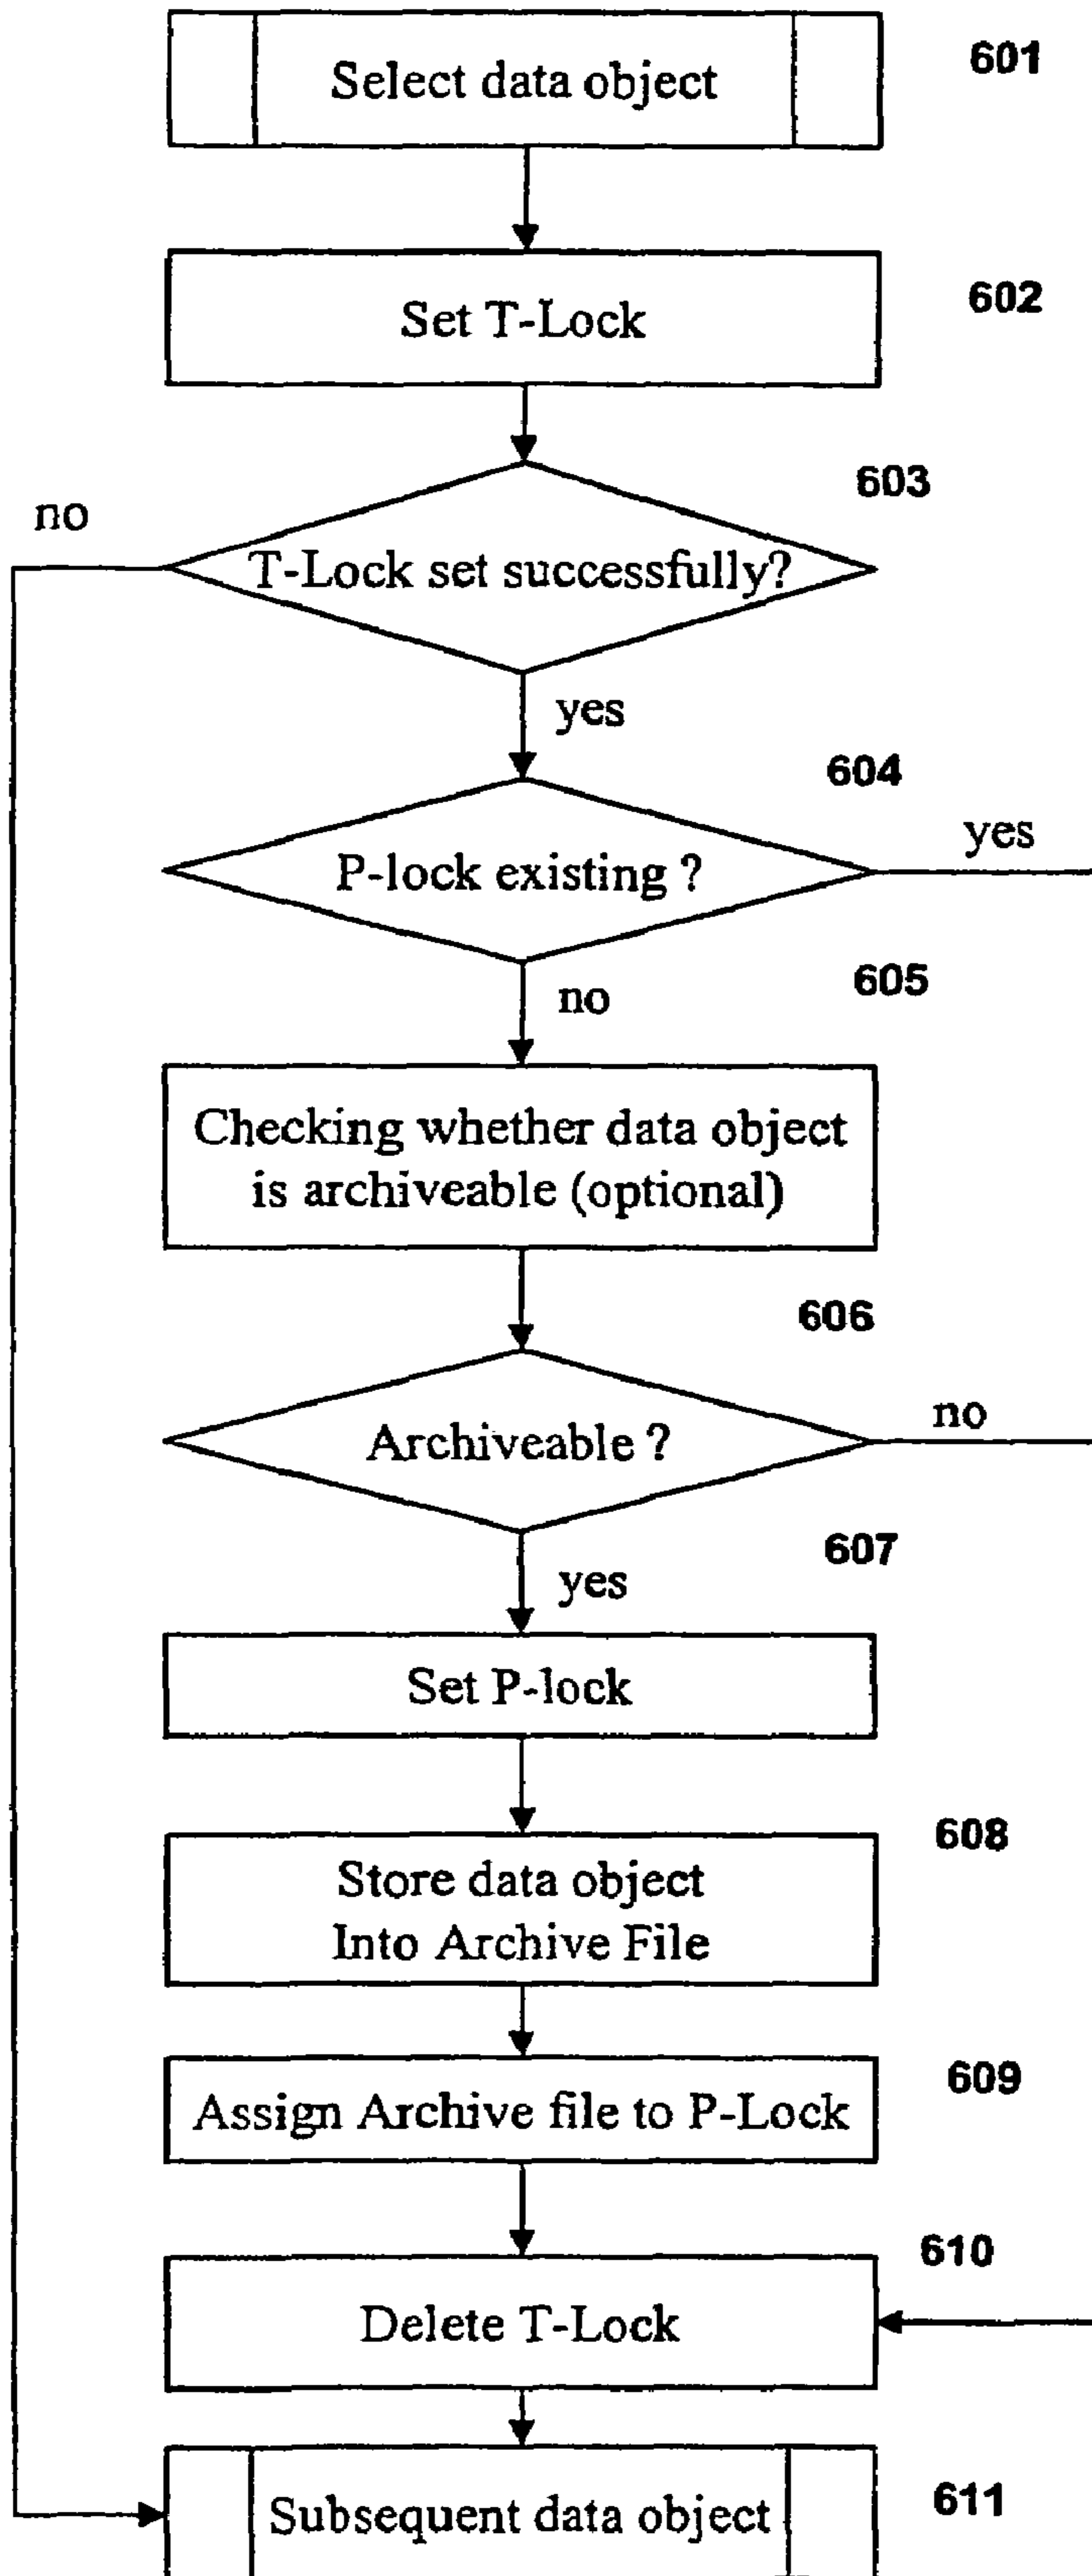 Select data object
601
Set T-Lock
602
603
no
T-Lock set successfully?
yes
604
yes
P-lock existing ?
605
no
Checking whether data object
is archiveable (optional)
606
no
Archiveable ?
607
yes
Set P-lock
608
Store data object
Into Archive File
609
Assign Archive file to P-Lock
610
Delete T-Lock
Subsequent data object
611